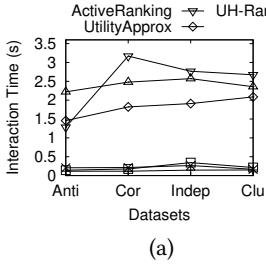 ActiveRanking UH-Ran
UtilityApprox
Interaction Time (s)
3.5
3
2.5
2
1.5
1
0.5
0
Anti Cor Indep Clu
Datasets
(a)